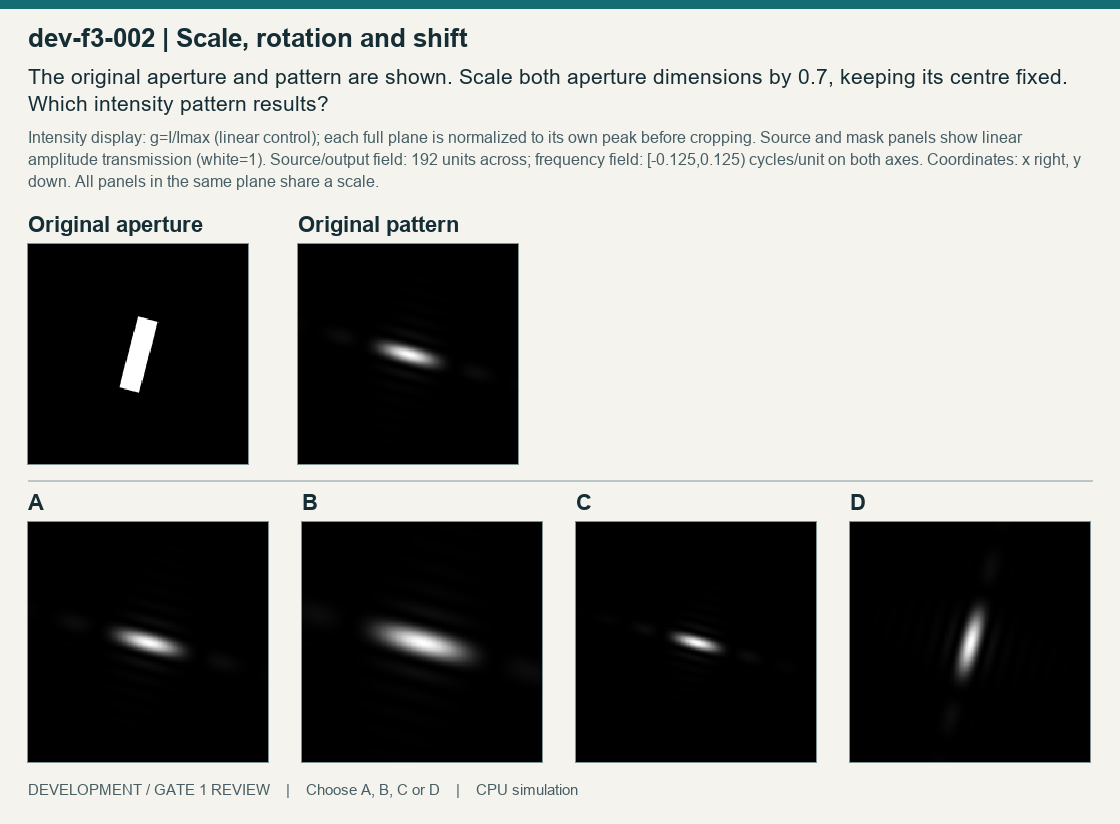 dev-f3-002 | Scale, rotation and shift
The original aperture and pattern are shown. Scale both aperture dimensions by 0.7, keeping its centre fixed.
Which intensity pattern results?
Intensity display: g=I/Imax (linear control); each full plane is normalized to its own peak before cropping. Source and mask panels show linear
amplitude transmission (white=1). Source/output field: 192 units across; frequency field: [-0.125,0.125) cycles/unit on both axes. Coordinates: x right, y
down. All panels in the same plane share a scale.
Original aperture
Original pattern
A
B
C
D
DEVELOPMENT / GATE 1 REVIEW | Choose A, B, C or D | CPU simulation